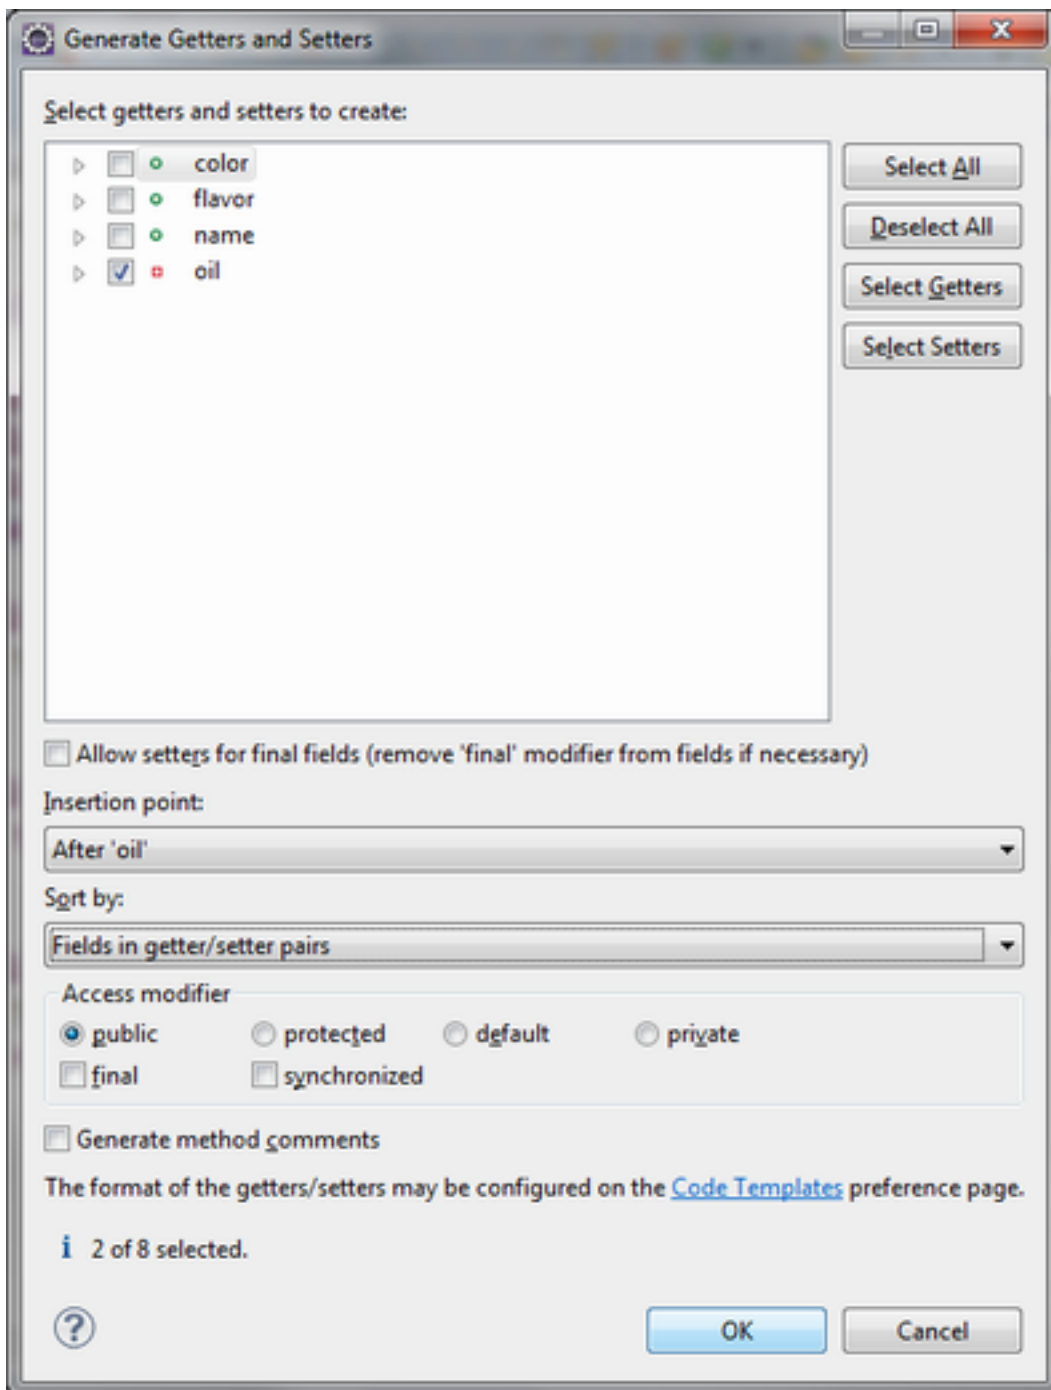 Generate Getters and Setters
Select getters and setters to create:
color
flavor
name
oil
Select All
Deselect All
Select Getters
Select Setters
Allow setters for final fields (remove 'final' modifier from fields if necessary)
Insertion point:
After 'oil'
Sort by:
Fields in getter/setter pairs
Access modifier
public protected default private
final synchronized
Generate method comments
The format of the getters/setters may be configured on the Code Templates preference page.
i 2 of 8 selected.
? OK Cancel